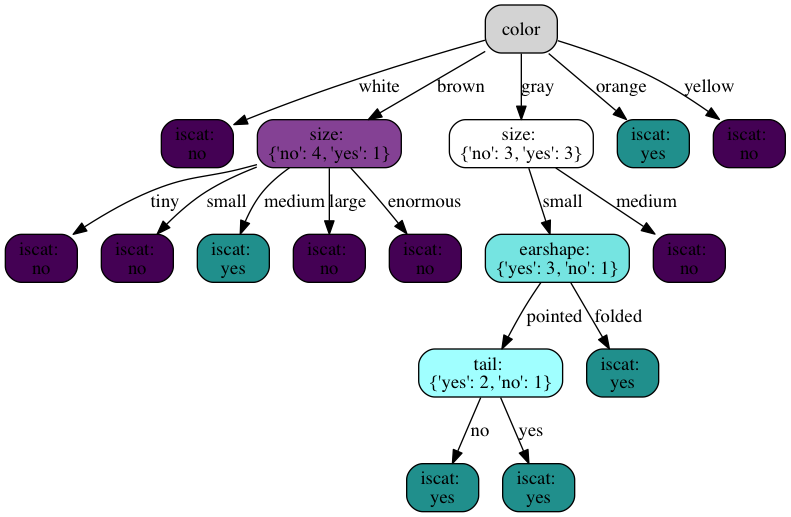 color
white
brown
gray
orange
yellow
iscat:
no
size:
{'no': 4, 'yes': 1}
size:
{'no': 3, 'yes': 3}
iscat:
yes
iscat:
no
tiny
small
medium
large
enormous
small
medium
iscat:
no
iscat:
no
iscat:
yes
iscat:
no
iscat:
no
earshape:
{'yes': 3, 'no': 1}
iscat:
no
pointed
folded
tail:
{'yes': 2, 'no': 1}
iscat:
yes
no
yes
iscat:
yes
iscat:
yes